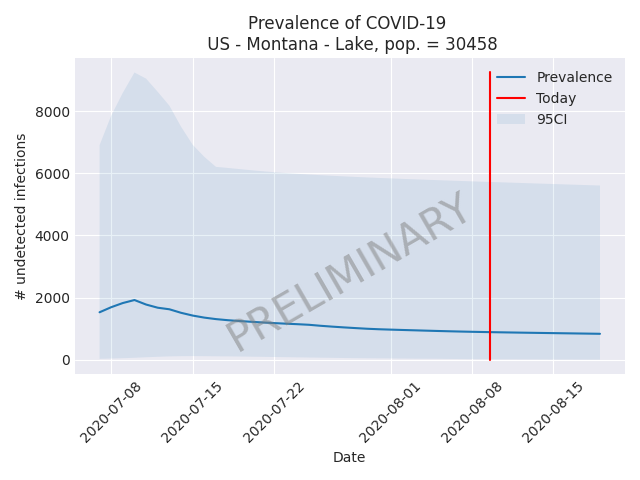 Prevalence of COVID-19
US - Montana - Lake, pop. = 30458
Prevalence
Today
95CI
8000
6000
4000
2000
0
# undetected infections
PRELIMINARY
2020-07-08
2020-07-15
2020-07-22
2020-08-01
2020-08-08
2020-08-15
Date